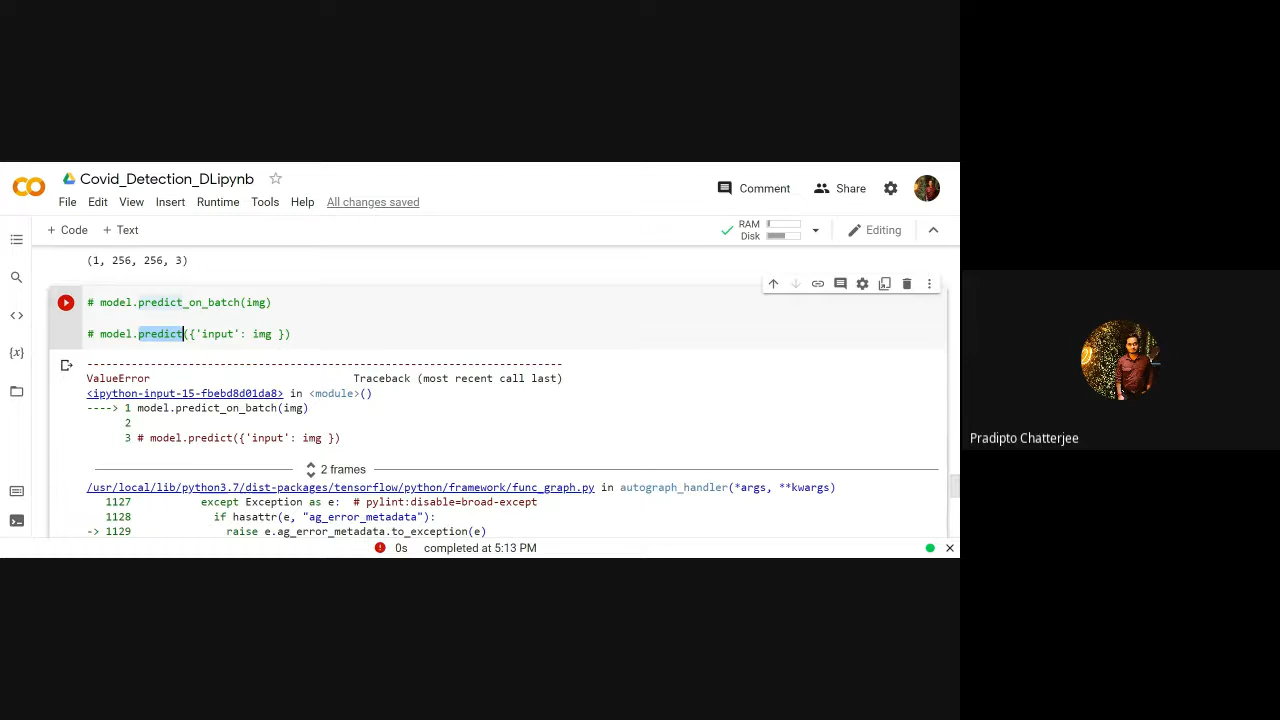 Covid_Detection_DLipynb
Comment
Share
File Edit View Insert Runtime Tools Help All changes saved
+ Code + Text
RAM
Disk
Editing
(1, 256, 256, 3)
# model.predict_on_batch(img)
# model.predict({'input': img })
---------------------------------------------------------------------------
ValueError                                Traceback (most recent call last)
<ipython-input-15-fbebd8d01da8> in <module>()
----> 1 model.predict_on_batch(img)
2
3 # model.predict({'input': img })
2 frames
/usr/local/lib/python3.7/dist-packages/tensorflow/python/framework/func_graph.py in autograph_handler(*args, **kwargs)
1127           except Exception as e:  # pylint:disable=broad-except
1128             if hasattr(e, "ag_error_metadata"):
-> 1129               raise e.ag_error_metadata.to_exception(e)
0s completed at 5:13 PM
Pradipto Chatterjee